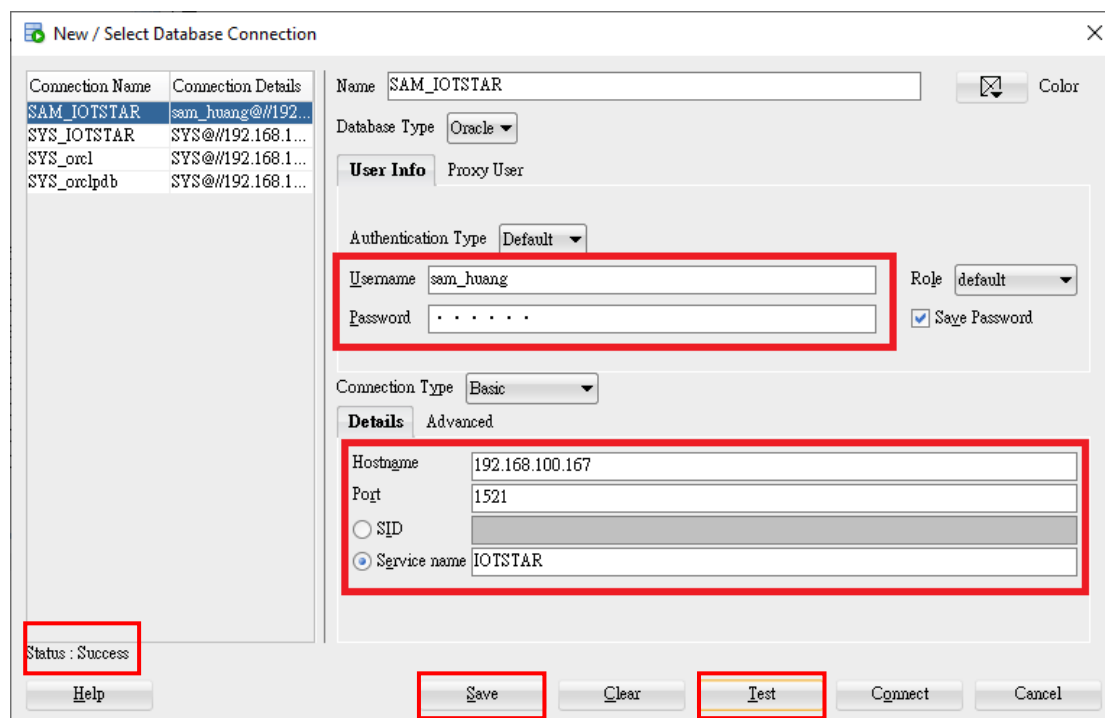 New / Select Database Connection
Connection Name Connection Details
SAM_IOTSTAR sam_huang@//192...
SYS_IOTSTAR SYS@//192.168.1...
SYS_orcl SYS@//192.168.1...
SYS_orclpdb SYS@//192.168.1...
Status : Success
Name SAM_IOTSTAR Color
Database Type Oracle
User Info Proxy User
Authentication Type Default
Username sam_huang Role default
Password Save Password
Connection Type Basic
Details Advanced
Hostname 192.168.100.167
Port 1521
SID
Service name IOTSTAR
Help Save Clear Test Connect Cancel